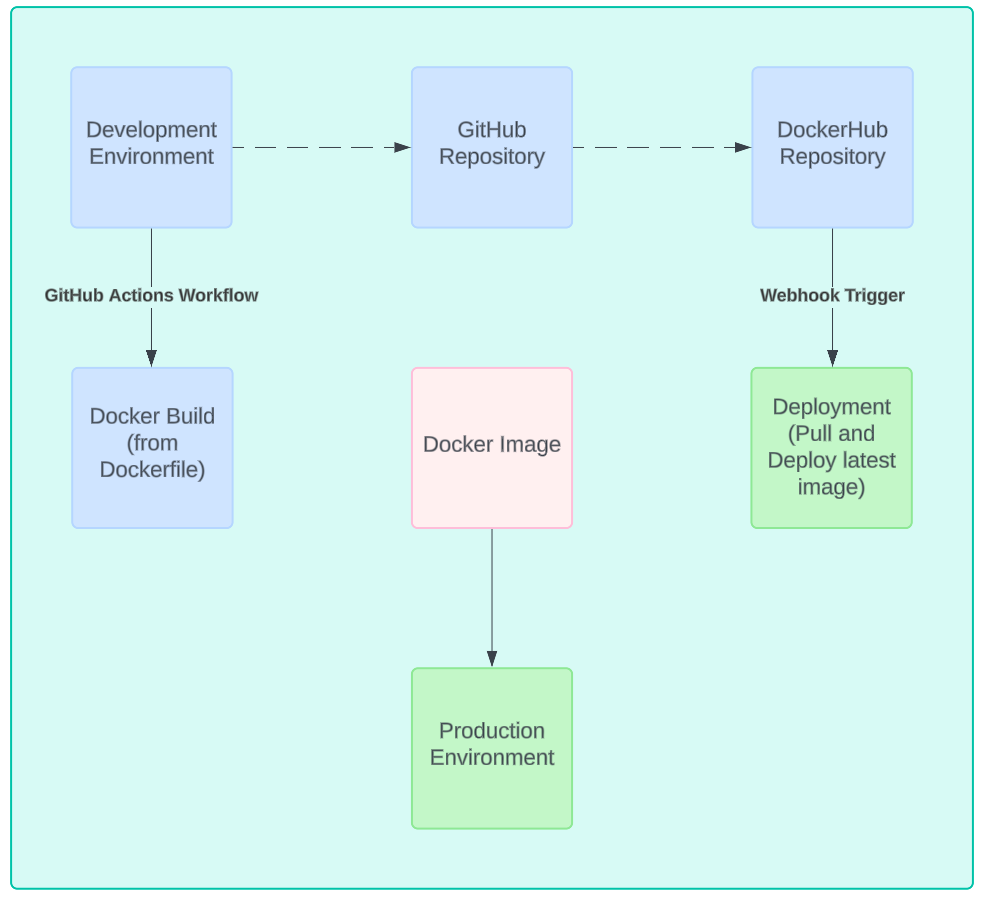 Development
Environment
GitHub
Repository
DockerHub
Repository
GitHub Actions Workflow
Webhook Trigger
Docker Build
(from
Dockerfile)
Docker Image
Deployment
(Pull and
Deploy latest
image)
Production
Environment